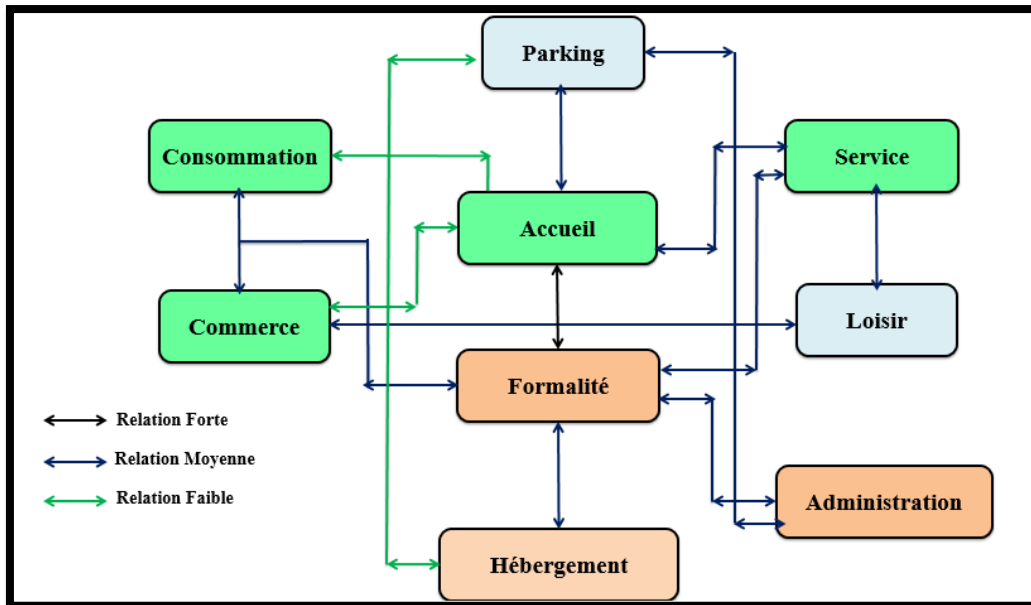 Parking
Consommation
Service
Accueil
Commerce
Loisir
Formalité
Relation Forte
Relation Moyenne
Relation Faible
Administration
Hébergement